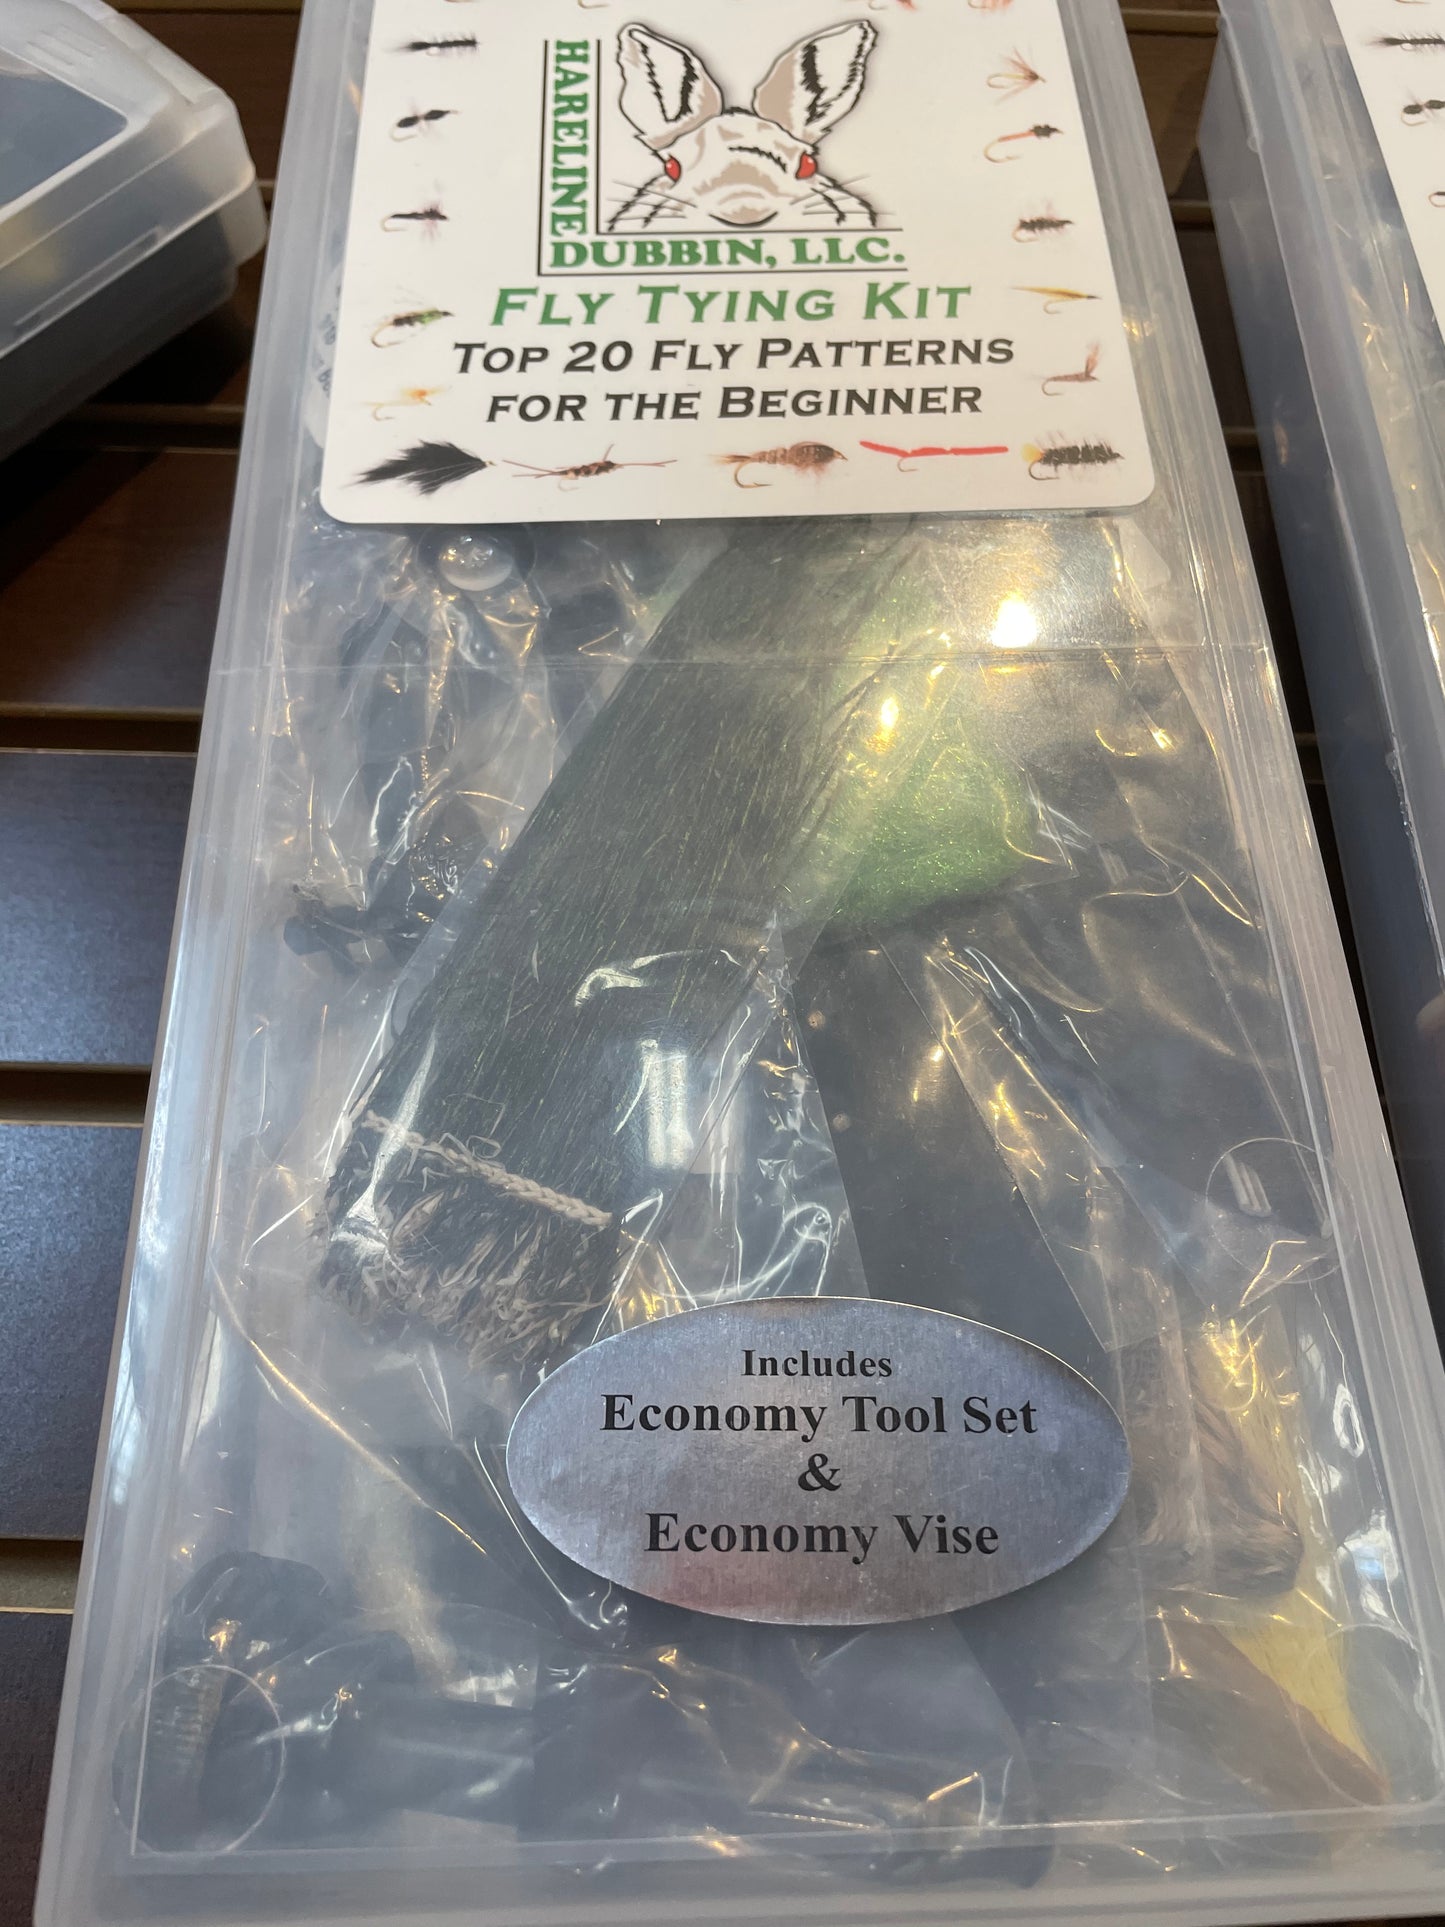 HARELINE
DUBBIN, LLC.
FLY TYING KIT
TOP 20 FLY PATTERNS
FOR THE BEGINNER
Includes
Economy Tool Set
&
Economy Vise